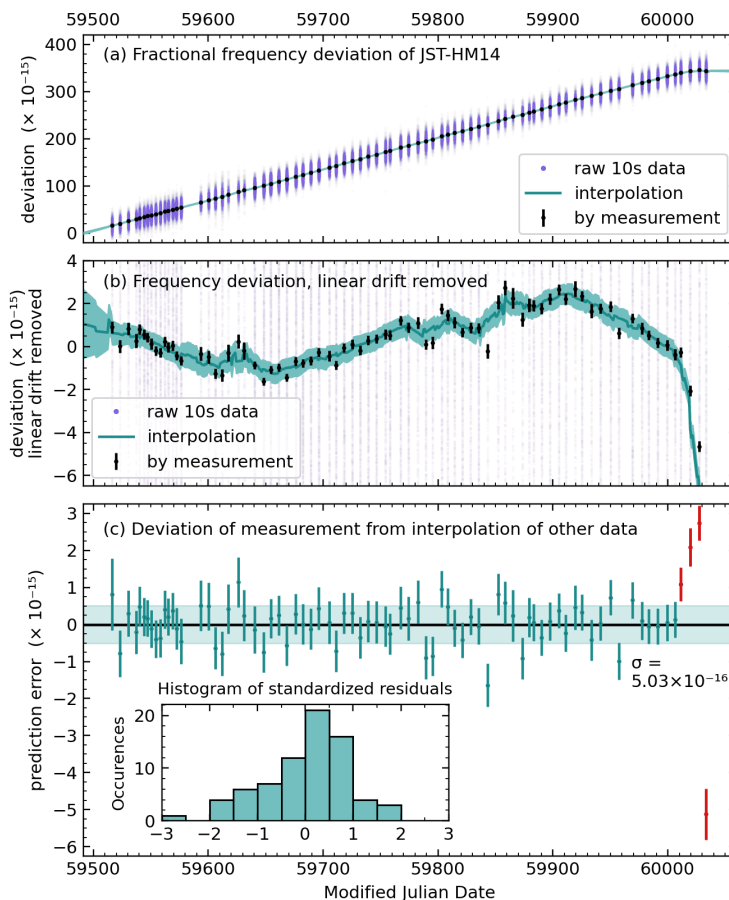 59500 59600 59700 59800 59900 60000
(a) Fractional frequency deviation of JST-HM14
deviation (× 10⁻¹⁵)
400
300
200
100
0
raw 10s data
interpolation
by measurement
(b) Frequency deviation, linear drift removed
deviation (× 10⁻¹⁵)
linear drift removed
4
2
0
−2
−4
−6
raw 10s data
interpolation
by measurement
(c) Deviation of measurement from interpolation of other data
prediction error (× 10⁻¹⁵)
3
2
1
0
−1
−2
−3
−4
−5
−6
σ =
5.03×10⁻¹⁶
Histogram of standardized residuals
Occurences
20
10
0
−3 −2 −1 0 1 2 3
59500 59600 59700 59800 59900 60000
Modified Julian Date